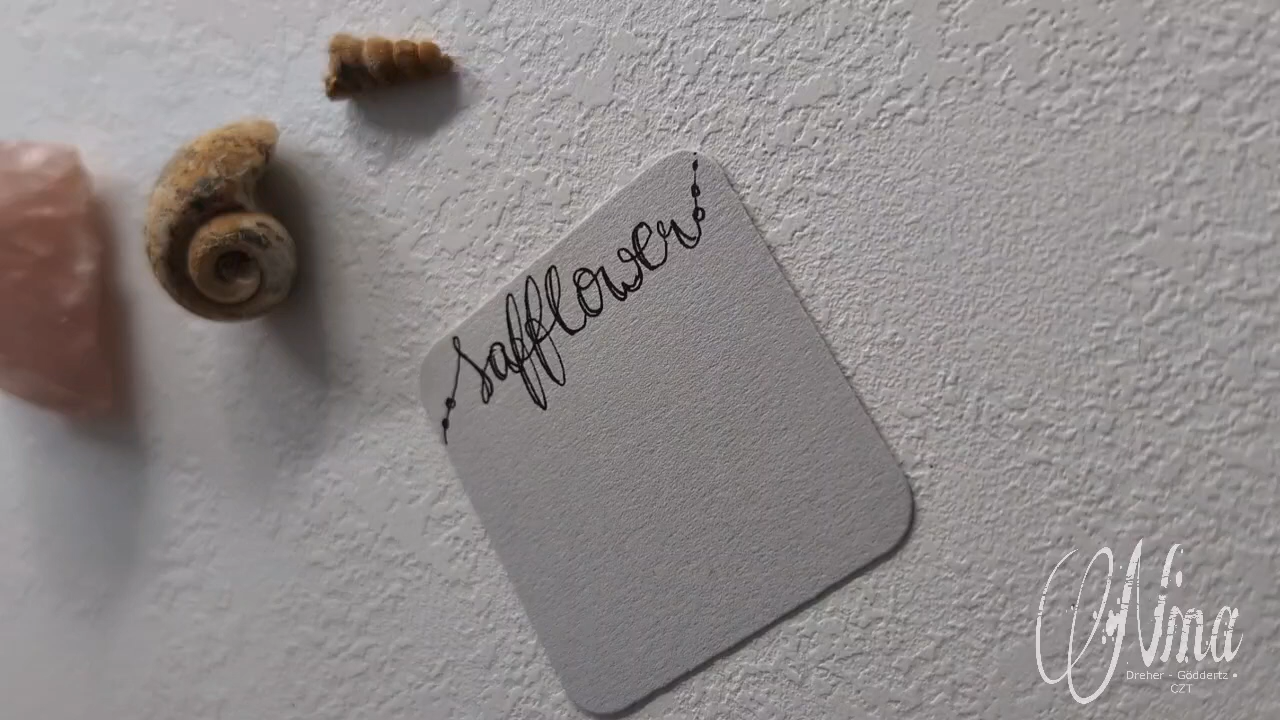 safflower
Nina
Dreher - Göddertz •
CZT